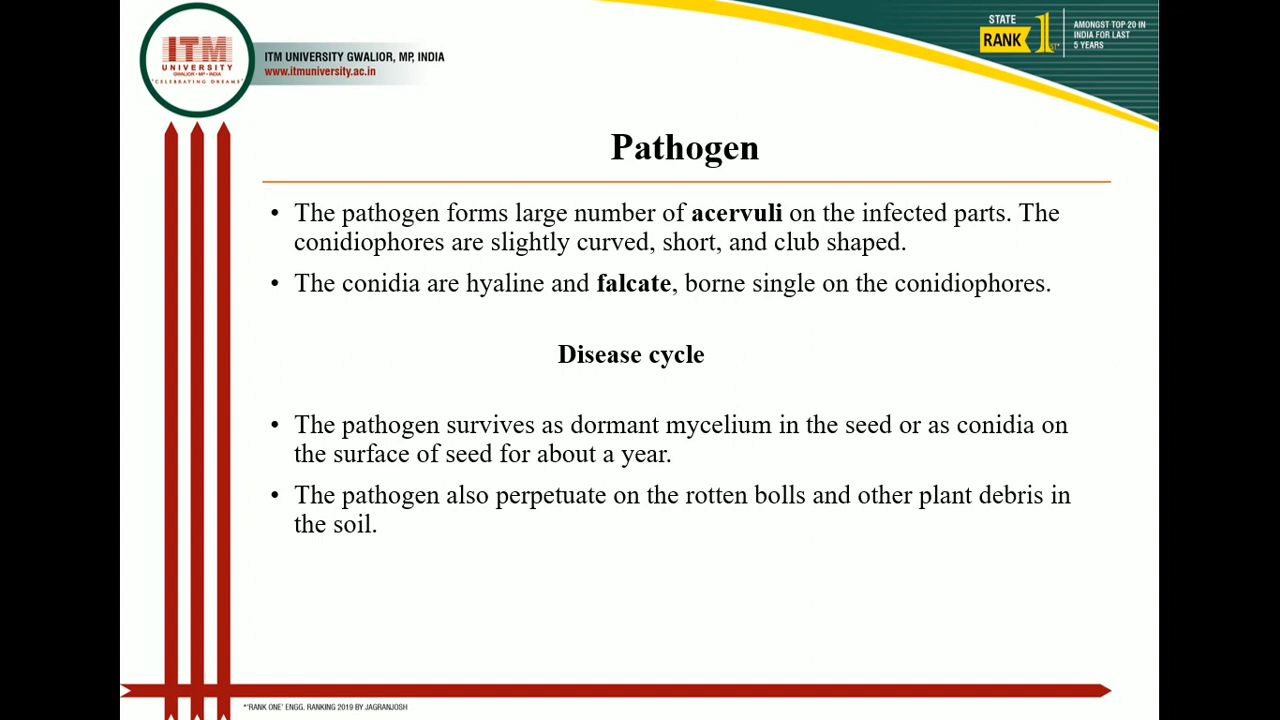 ITM
UNIVERSITY
GWALIOR • MP • INDIA
"CELEBRATING DREAMS"
ITM UNIVERSITY GWALIOR, MP, INDIA
www.itmuniversity.ac.in
STATE
RANK 1ST*
AMONGST TOP 20 IN
INDIA FOR LAST
5 YEARS
Pathogen
• The pathogen forms large number of acervuli on the infected parts. The
conidiophores are slightly curved, short, and club shaped.
• The conidia are hyaline and falcate, borne single on the conidiophores.
Disease cycle
• The pathogen survives as dormant mycelium in the seed or as conidia on
the surface of seed for about a year.
• The pathogen also perpetuate on the rotten bolls and other plant debris in
the soil.
*'RANK ONE' ENGG. RANKING 2019 BY JAGRANJOSH